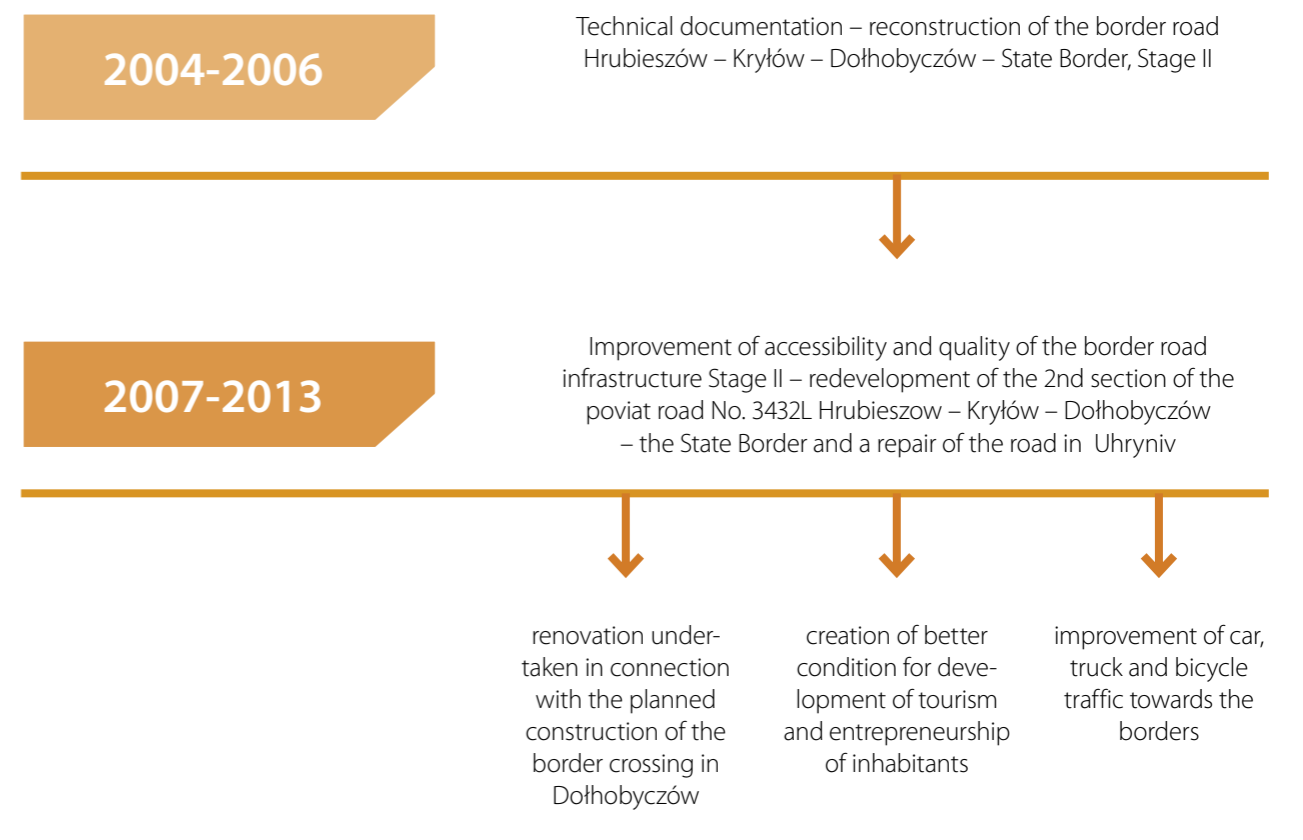 2004-2006
Technical documentation – reconstruction of the border road
Hrubieszów – Kryłów – Dołhobyczów – State Border, Stage II
2007-2013
Improvement of accessibility and quality of the border road
infrastructure Stage II – redevelopment of the 2nd section of the
poviat road No. 3432L Hrubieszow – Kryłów – Dołhobyczów
– the State Border and a repair of the road in Uhryniv
renovation under-
taken in connection
with the planned
construction of the
border crossing in
Dołhobyczów
creation of better
condition for deve-
lopment of tourism
and entrepreneurship
of inhabitants
improvement of car,
truck and bicycle
traffic towards the
borders